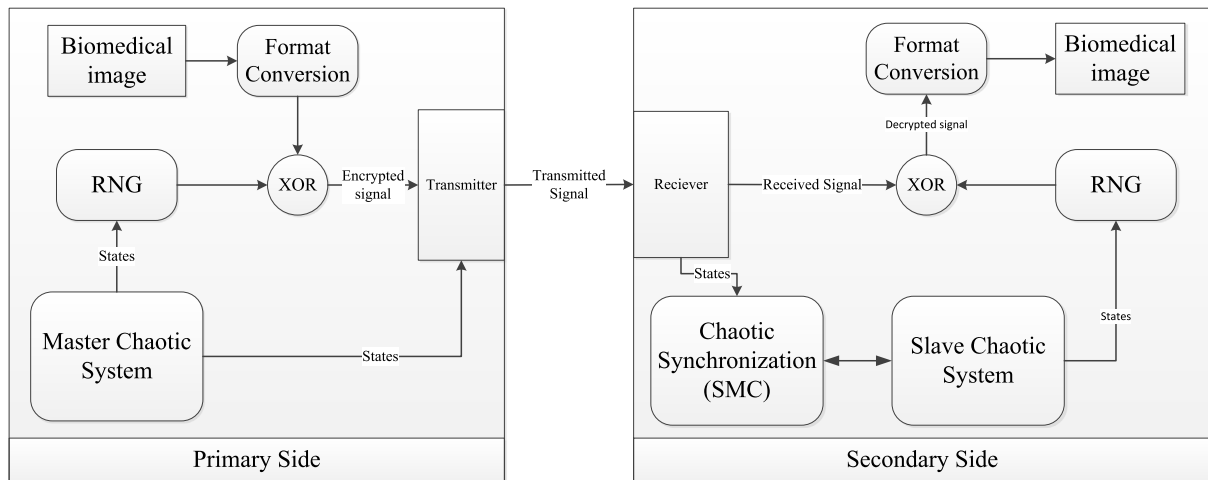 Biomedical
image
Format
Conversion
RNG
XOR
Encrypted
signal
Transmitter
States
Master Chaotic
System
States
Primary Side
Transmitted
Signal
Format
Conversion
Biomedical
image
Decrypted signal
Reciever
Received Signal
XOR
RNG
States
Chaotic
Synchronization
(SMC)
Slave Chaotic
System
States
Secondary Side